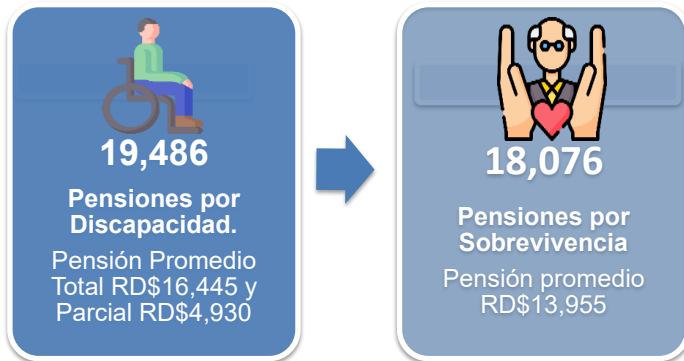 19,486
Pensiones por
Discapacidad.
Pensión Promedio
Total RD$16,445 y
Parcial RD$4,930
18,076
Pensiones por
Sobrevivencia
Pensión promedio
RD$13,955